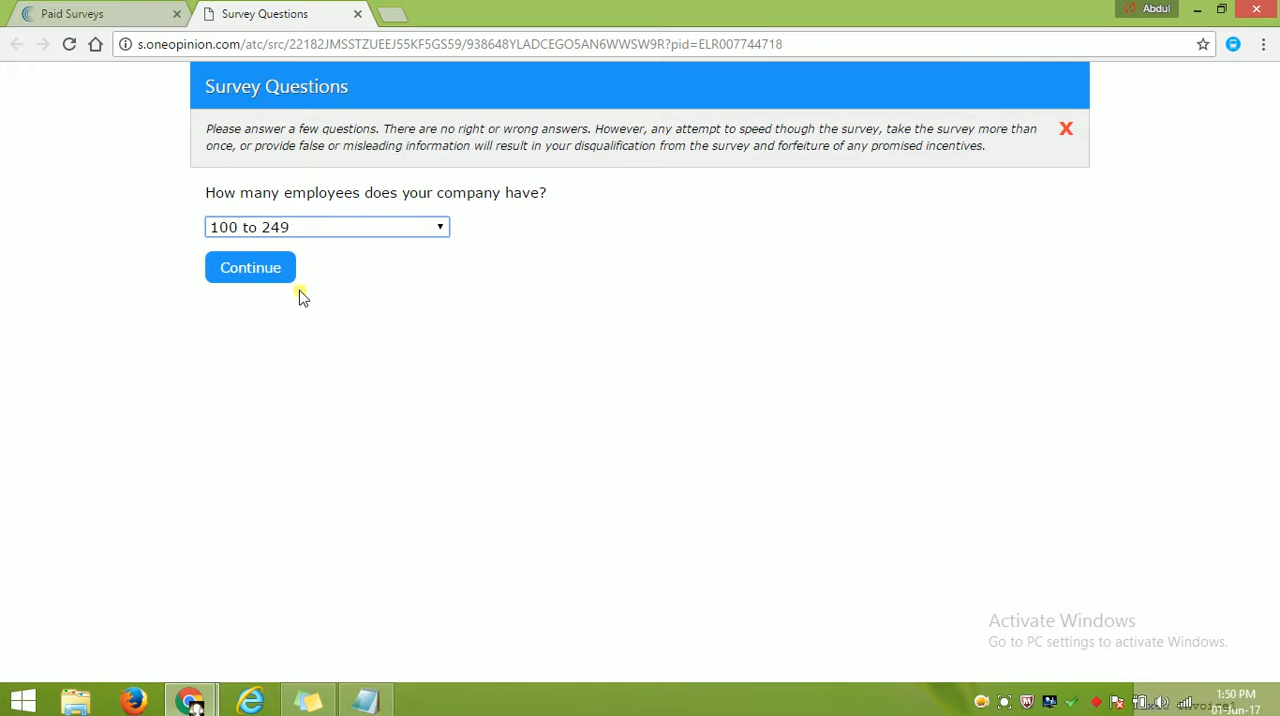 Paid Surveys
Survey Questions
Abdul
s.oneopinion.com/atc/src/22182JMSSTZUEEJ55KF5GS59/938648YLADCEGO5AN6WWSW9R?pid=ELR007744718
Survey Questions
Please answer a few questions. There are no right or wrong answers. However, any attempt to speed though the survey, take the survey more than
once, or provide false or misleading information will result in your disqualification from the survey and forfeiture of any promised incentives.
X
How many employees does your company have?
100 to 249
Continue
Activate Windows
Go to PC settings to activate Windows.
1:50 PM
01-Jun-17